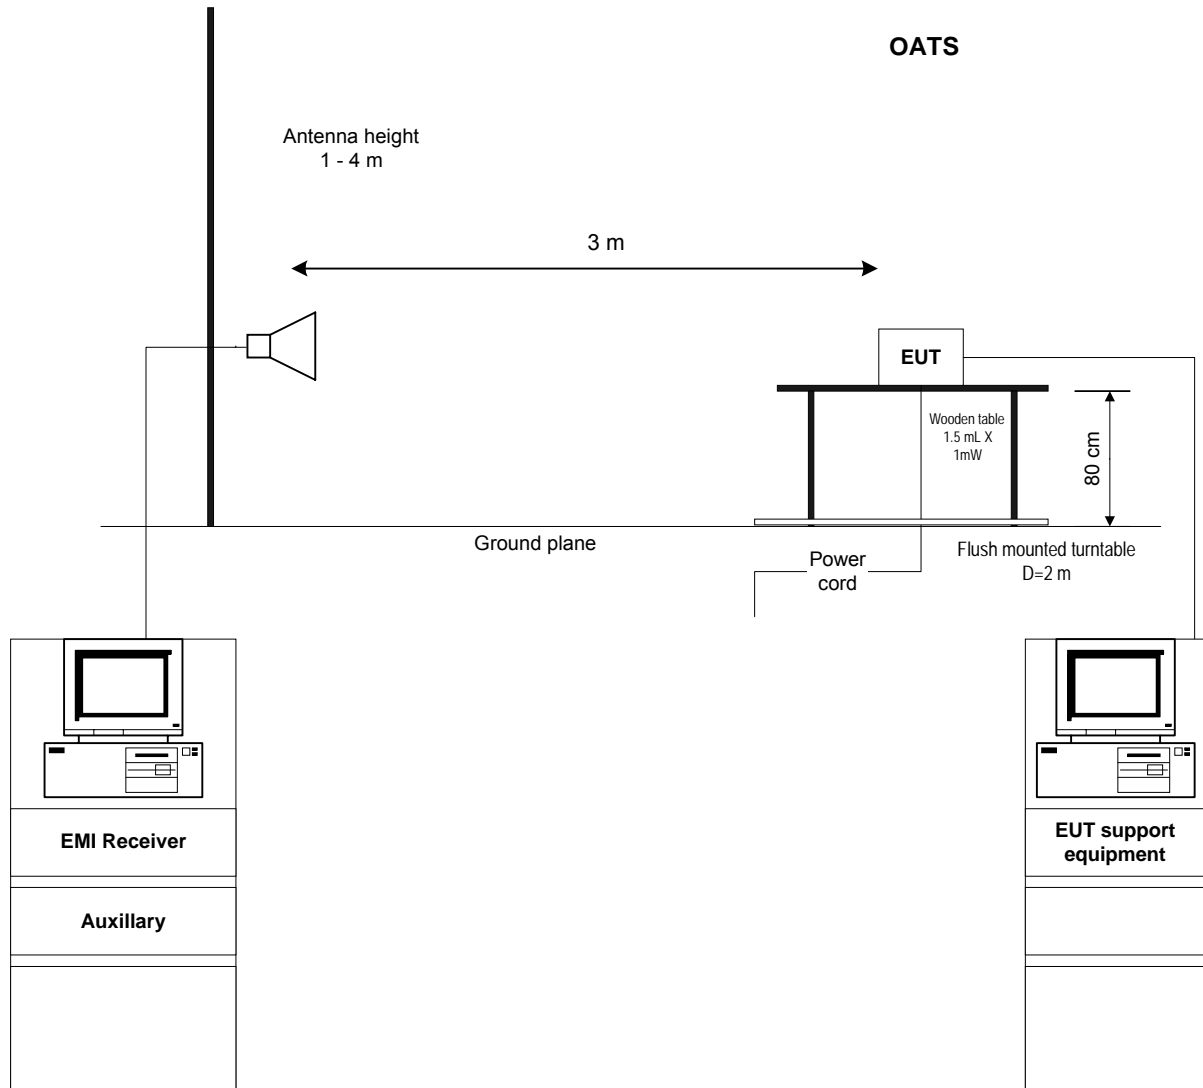 OATS
Antenna height
1 - 4 m
3 m
EUT
Wooden table
1.5 mL X
1mW
80 cm
Ground plane
Flush mounted turntable
D=2 m
Power
cord
EMI Receiver
Auxillary
EUT support
equipment